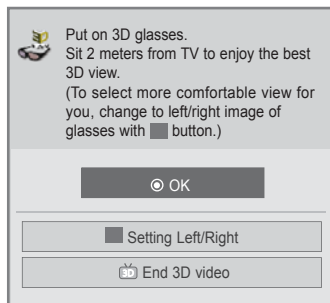 Put on 3D glasses.
Sit 2 meters from TV to enjoy the best
3D view.
(To select more comfortable view for
you, change to left/right image of
glasses with button.)
OK
Setting Left/Right
3D End 3D video